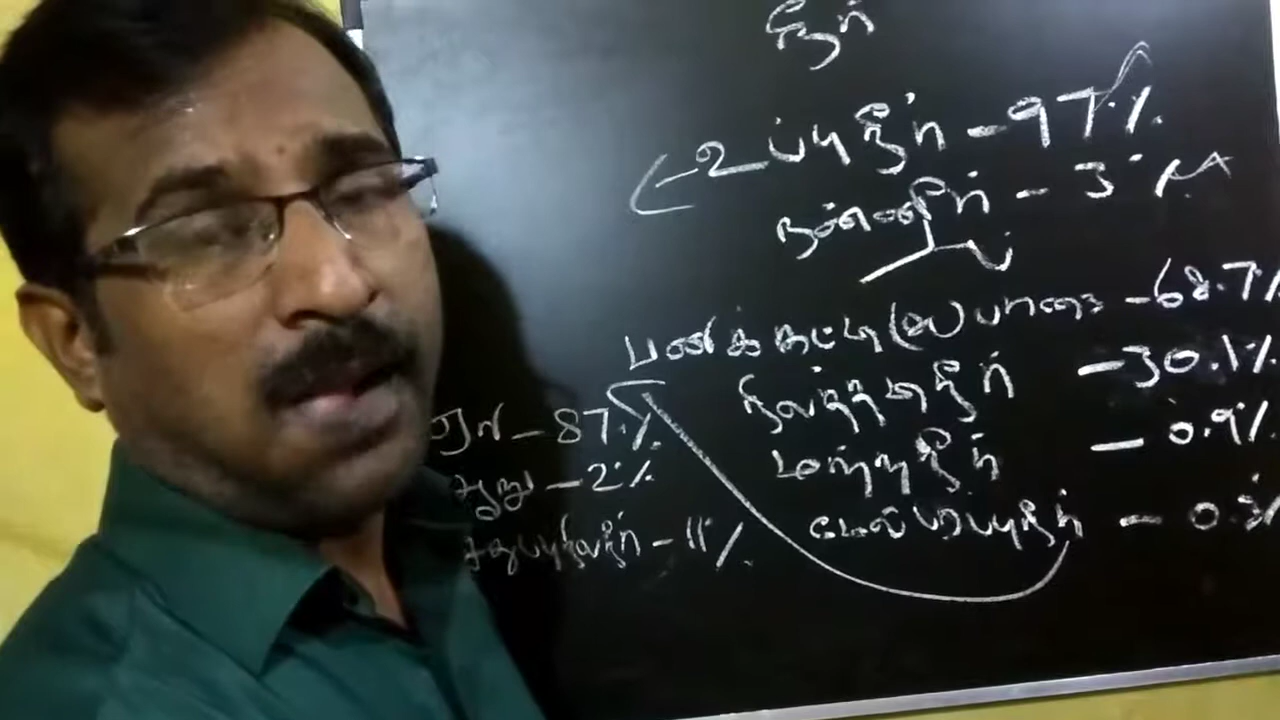 நீர்
உப்புநீர் - 97%
நன்னீர் - 3%
பனிக்கட்டி - 68.7%
நிலத்தடிநீர் - 30.1%
மற்றநீர் - 0.9%
மேல்பரப்புநீர் - 0.3%
ஏரி - 87%
ஆறு - 2%
சதுப்புநிலநீர் - 11%